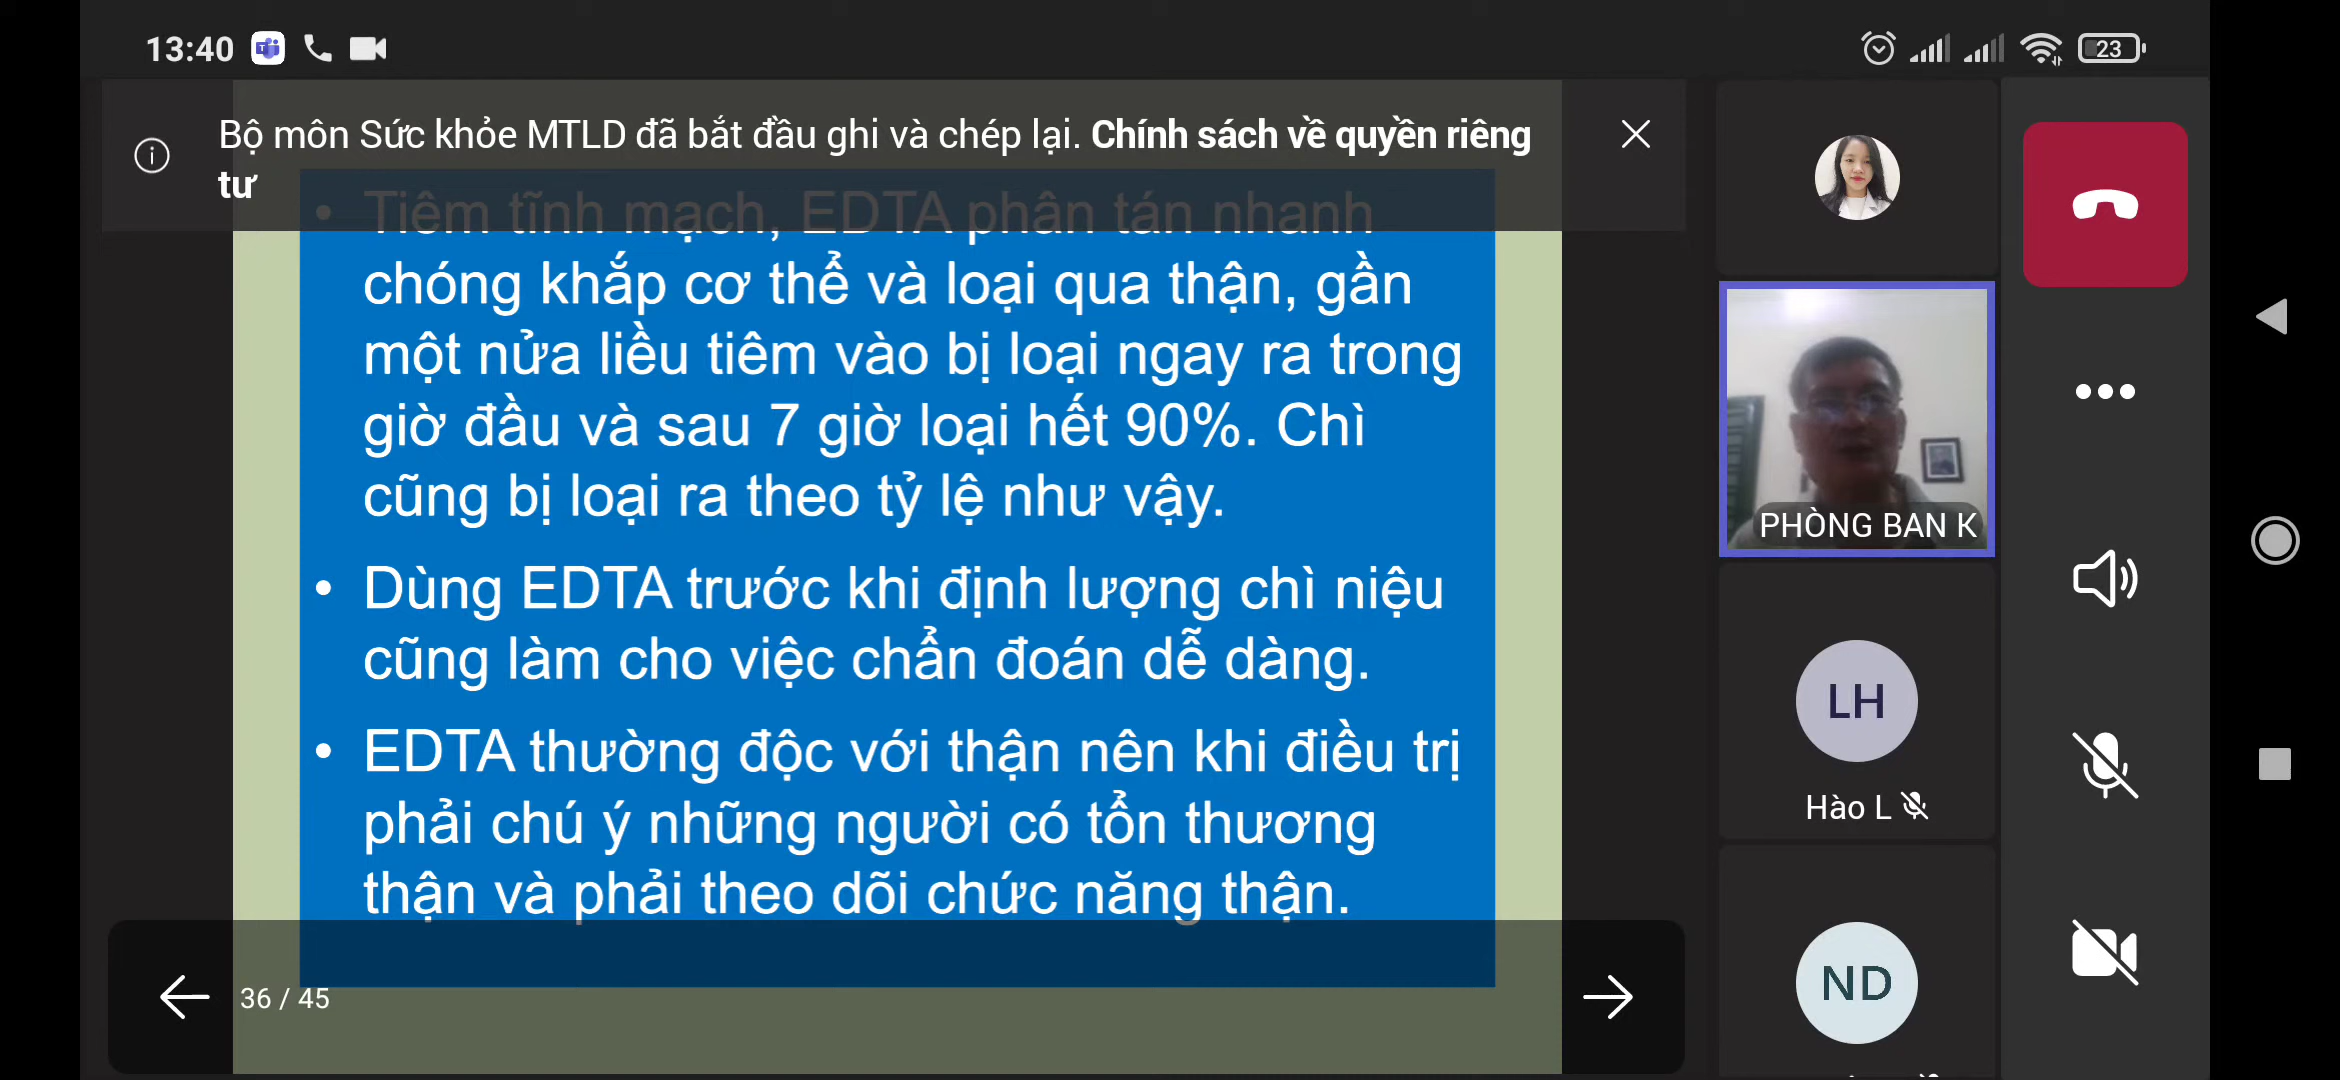 13:40
23
Bộ môn Sức khỏe MTLD đã bắt đầu ghi và chép lại. Chính sách về quyền riêng
tư
• Tiêm tĩnh mạch, EDTA phân tán nhanh
chóng khắp cơ thể và loại qua thận, gần
một nửa liều tiêm vào bị loại ngay ra trong
giờ đầu và sau 7 giờ loại hết 90%. Chì
cũng bị loại ra theo tỷ lệ như vậy.
• Dùng EDTA trước khi định lượng chì niệu
cũng làm cho việc chẩn đoán dễ dàng.
• EDTA thường độc với thận nên khi điều trị
phải chú ý những người có tổn thương
thận và phải theo dõi chức năng thận.
36 / 45
PHÒNG BAN K
LH
Hào L
ND